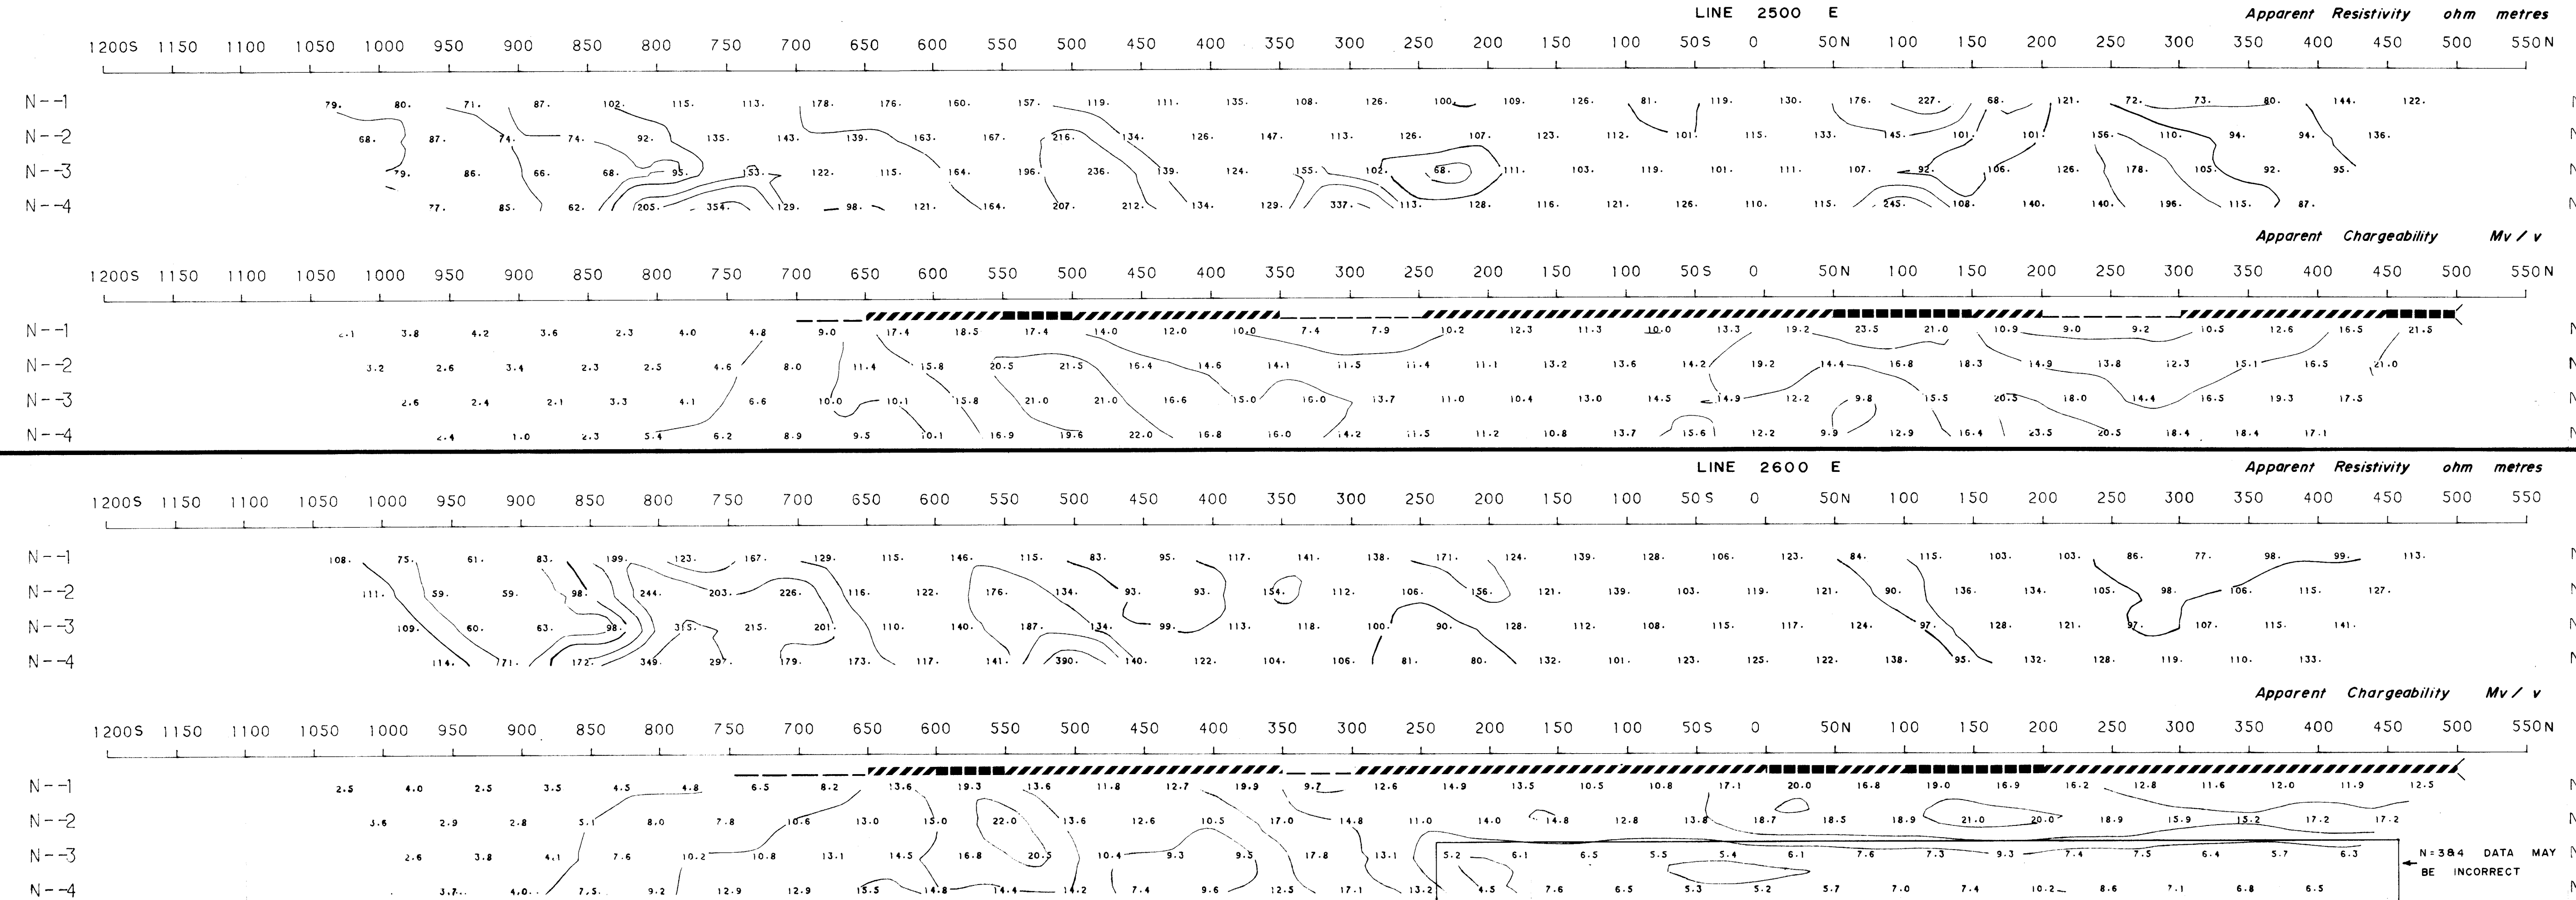 LINE 2500 E Apparent Resistivity ohm metres
1200S 1150 1100 1050 1000 950 900 850 800 750 700 650 600 550 500 450 400 350 300 250 200 150 100 50S 0 50N 100 150 200 250 300 350 400 450 500 550N
N--1 79. 80. 71. 87. 102. 115. 113. 178. 176. 160. 157. 119. 111. 135. 108. 126. 100. 109. 126. 81. 119. 130. 176. 227. 68. 121. 72. 73. 80. 144. 122. N
N--2 68. 87. 74. 74. 92. 135. 143. 139. 163. 167. 216. 134. 126. 147. 113. 126. 107. 123. 112. 101. 115. 133. 145. 101. 101. 156. 110. 94. 94. 136. N
N--3 79. 86. 66. 68. 95. 153. 122. 115. 164. 196. 236. 139. 124. 155. 102. 68. 111. 103. 119. 101. 111. 107. 92. 106. 126. 178. 105. 92. 95. N
N--4 77. 85. 62. 205. 354. 129. 98. 121. 164. 207. 212. 134. 129. 337. 113. 128. 116. 121. 126. 110. 115. 245. 108. 140. 140. 196. 115. 87. N
Apparent Chargeability Mv / v
1200S 1150 1100 1050 1000 950 900 850 800 750 700 650 600 550 500 450 400 350 300 250 200 150 100 50S 0 50N 100 150 200 250 300 350 400 450 500 550N
N--1 2.1 3.8 4.2 3.6 2.3 4.0 4.8 9.0 17.4 18.5 17.4 14.0 12.0 10.0 7.4 7.9 10.2 12.3 11.3 10.0 13.3 19.2 23.5 21.0 10.9 9.0 9.2 10.5 12.6 16.5 21.5 N
N--2 3.2 2.6 3.4 2.3 2.5 4.6 8.0 11.4 15.8 20.5 21.5 16.4 14.6 14.1 11.5 11.4 11.1 13.2 13.6 14.2 19.2 14.4 16.8 18.3 14.9 13.8 12.3 15.1 16.5 21.0 N
N--3 2.6 2.4 2.1 3.3 4.1 6.6 10.0 10.1 15.8 21.0 21.0 16.6 15.0 16.0 13.7 11.0 10.4 13.0 14.5 14.9 12.2 9.8 15.5 20.5 18.0 14.4 16.5 19.3 17.5 N
N--4 2.4 1.0 2.3 5.4 6.2 8.9 9.5 10.1 16.9 19.6 22.0 16.8 16.0 14.2 11.5 11.2 10.8 13.7 15.6 12.2 9.9 12.9 16.4 23.5 20.5 18.4 18.4 17.1 N
LINE 2600 E Apparent Resistivity ohm metres
1200S 1150 1100 1050 1000 950 900 850 800 750 700 650 600 550 500 450 400 350 300 250 200 150 100 50S 0 50N 100 150 200 250 300 350 400 450 500 550
N--1 108. 75. 61. 83. 199. 123. 167. 129. 115. 146. 115. 83. 95. 117. 141. 138. 171. 124. 139. 128. 106. 123. 84. 115. 103. 103. 86. 77. 98. 99. 113. N
N--2 111. 59. 59. 98. 244. 203. 226. 116. 122. 176. 134. 93. 93. 154. 112. 106. 156. 121. 139. 103. 119. 121. 90. 136. 134. 105. 98. 106. 115. 127. N
N--3 109. 60. 63. 98. 315. 215. 201. 110. 140. 187. 134. 99. 113. 118. 100. 90. 128. 112. 108. 115. 117. 124. 97. 128. 121. 97. 107. 115. 141. N
N--4 114. 71. 172. 349. 297. 179. 173. 117. 141. 390. 140. 122. 104. 106. 81. 80. 132. 101. 123. 125. 122. 138. 95. 132. 128. 119. 110. 133. N
Apparent Chargeability Mv / v
1200S 1150 1100 1050 1000 950 900 850 800 750 700 650 600 550 500 450 400 350 300 250 200 150 100 50S 0 50N 100 150 200 250 300 350 400 450 500 550N
N--1 2.5 4.0 2.5 3.5 4.5 4.8 6.5 8.2 13.6 19.3 13.6 11.8 12.7 19.9 9.7 12.6 14.9 13.5 10.5 10.8 17.1 20.0 16.8 19.0 16.9 16.2 12.8 11.6 12.0 11.9 12.5 N
N--2 3.6 2.9 2.8 5.1 8.0 7.8 10.6 13.0 15.0 22.0 13.6 12.6 10.5 17.0 14.8 11.0 14.0 14.8 12.8 13.8 18.7 18.5 18.9 21.0 20.0 18.9 15.9 15.2 17.2 17.2 N
N--3 2.6 3.8 4.1 7.6 10.2 10.8 13.1 14.5 16.8 20.5 10.4 9.3 9.5 17.8 13.1 5.2 6.1 6.5 5.5 5.4 6.1 7.6 7.3 9.3 7.4 7.5 6.4 5.7 6.3 N=3&4 DATA MAY N
BE INCORRECT
N--4 3.7 4.0 7.5 9.2 12.9 12.9 15.5 14.8 14.4 14.2 7.4 9.6 12.5 17.1 13.2 4.5 7.6 6.5 5.3 5.2 5.7 7.0 7.4 10.2 8.6 7.1 6.8 6.5 N